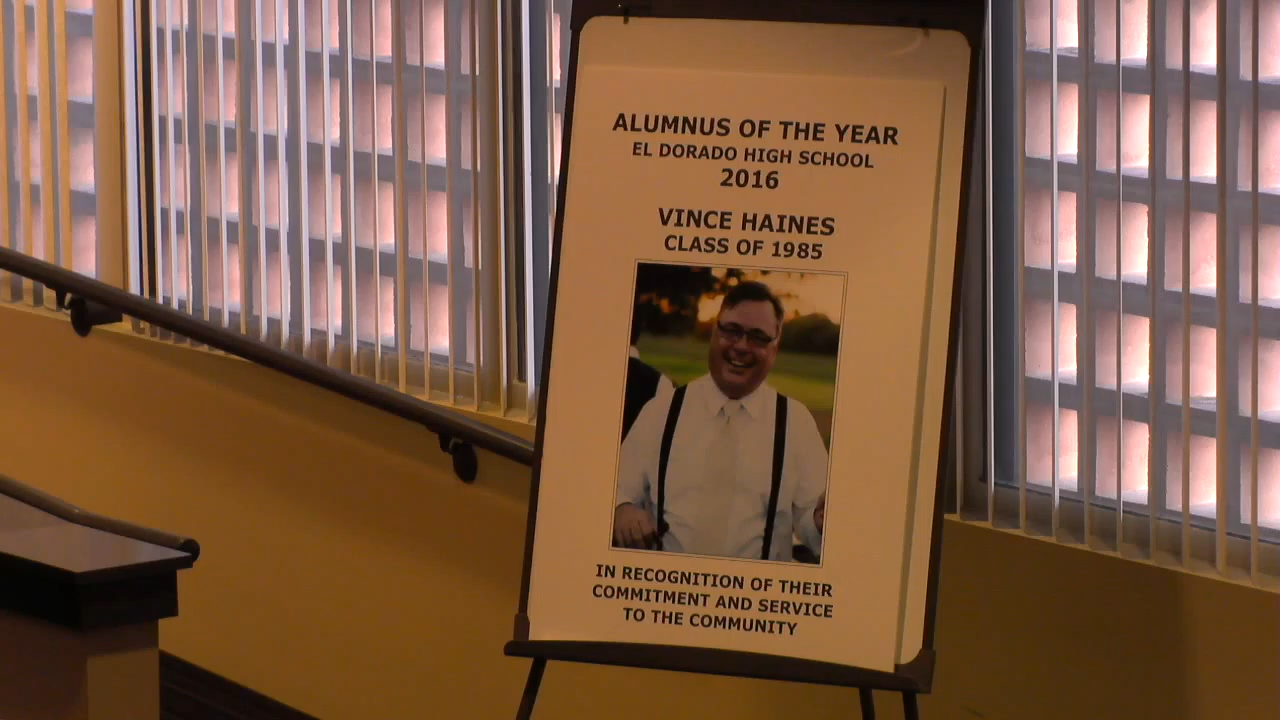 ALUMNUS OF THE YEAR
EL DORADO HIGH SCHOOL
2016
VINCE HAINES
CLASS OF 1985
IN RECOGNITION OF THEIR
COMMITMENT AND SERVICE
TO THE COMMUNITY